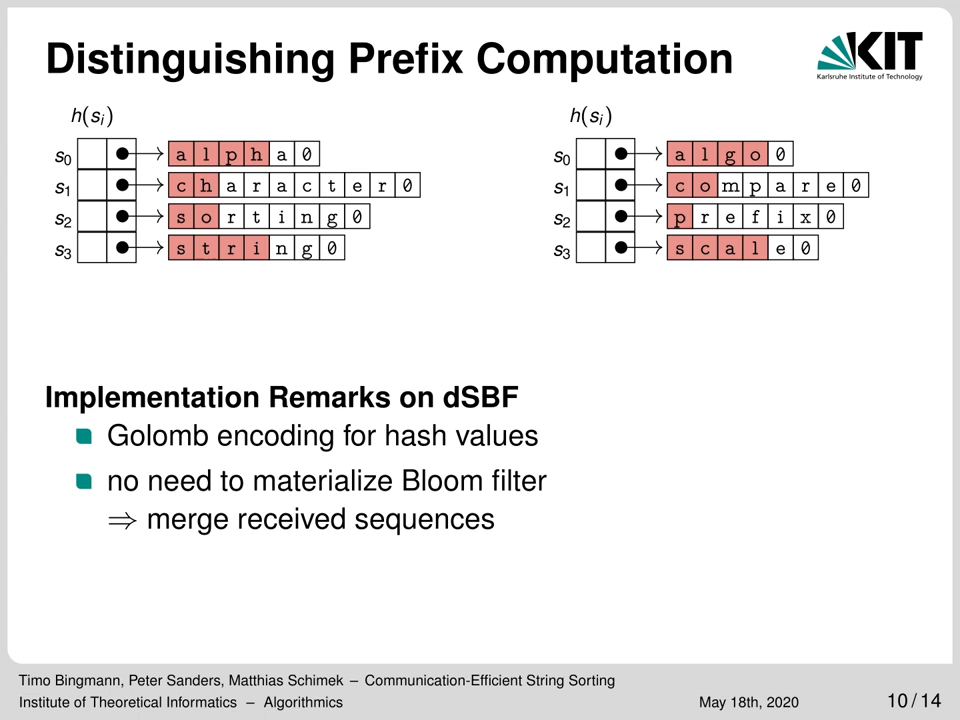 Distinguishing Prefix Computation
KIT
Karlsruhe Institute of Technology
h(sᵢ)
s₀ a l p h a 0
s₁ c h a r a c t e r 0
s₂ s o r t i n g 0
s₃ s t r i n g 0
h(sᵢ)
s₀ a l g o 0
s₁ c o m p a r e 0
s₂ p r e f i x 0
s₃ s c a l e 0
Implementation Remarks on dSBF
Golomb encoding for hash values
no need to materialize Bloom filter
⇒ merge received sequences
Timo Bingmann, Peter Sanders, Matthias Schimek – Communication-Efficient String Sorting
Institute of Theoretical Informatics – Algorithmics May 18th, 2020 10 / 14